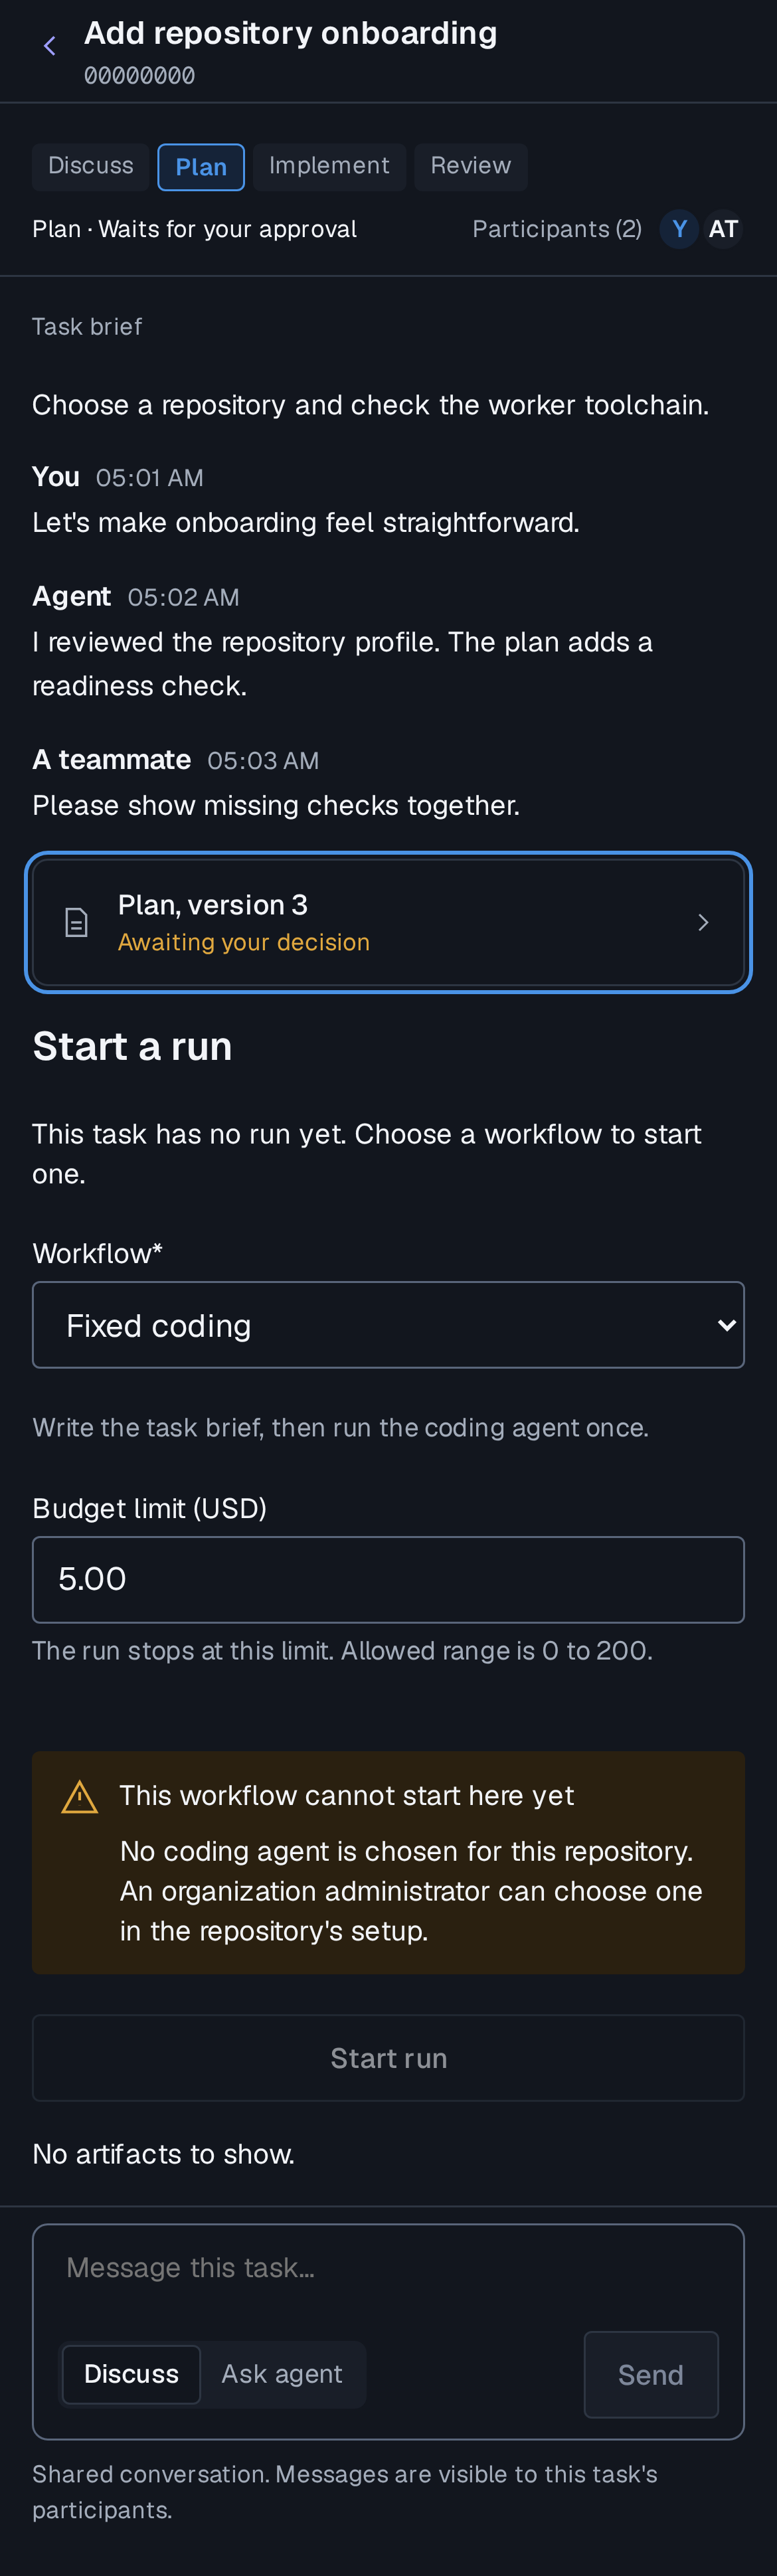 Add repository onboarding
00000000
Discuss Plan Implement Review
Plan · Waits for your approval Participants (2) Y AT
Task brief
Choose a repository and check the worker toolchain.
You 05:01 AM
Let's make onboarding feel straightforward.
Agent 05:02 AM
I reviewed the repository profile. The plan adds a
readiness check.
A teammate 05:03 AM
Please show missing checks together.
Plan, version 3
Awaiting your decision
Start a run
This task has no run yet. Choose a workflow to start
one.
Workflow*
Fixed coding
Write the task brief, then run the coding agent once.
Budget limit (USD)
5.00
The run stops at this limit. Allowed range is 0 to 200.
This workflow cannot start here yet
No coding agent is chosen for this repository.
An organization administrator can choose one
in the repository's setup.
Start run
No artifacts to show.
Message this task...
Discuss Ask agent Send
Shared conversation. Messages are visible to this task's
participants.